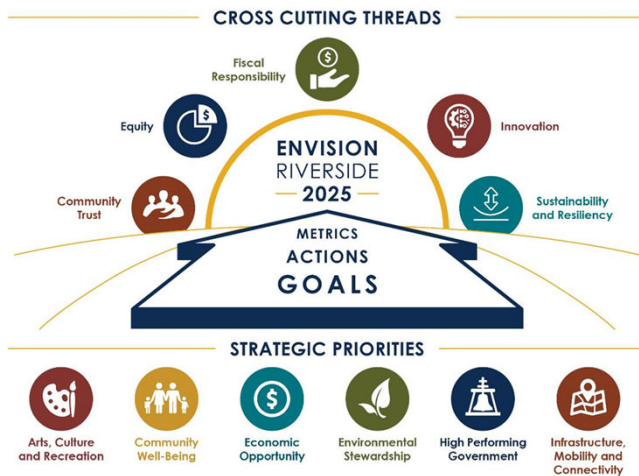 CROSS CUTTING THREADS
Fiscal
Responsibility
$
Equity
$
Innovation
ENVISION
RIVERSIDE
2025
Community
Trust
Sustainability
and Resiliency
METRICS
ACTIONS
GOALS
STRATEGIC PRIORITIES
$
Arts, Culture
and Recreation
Community
Well-Being
Economic
Opportunity
Environmental
Stewardship
High Performing
Government
Infrastructure,
Mobility and
Connectivity